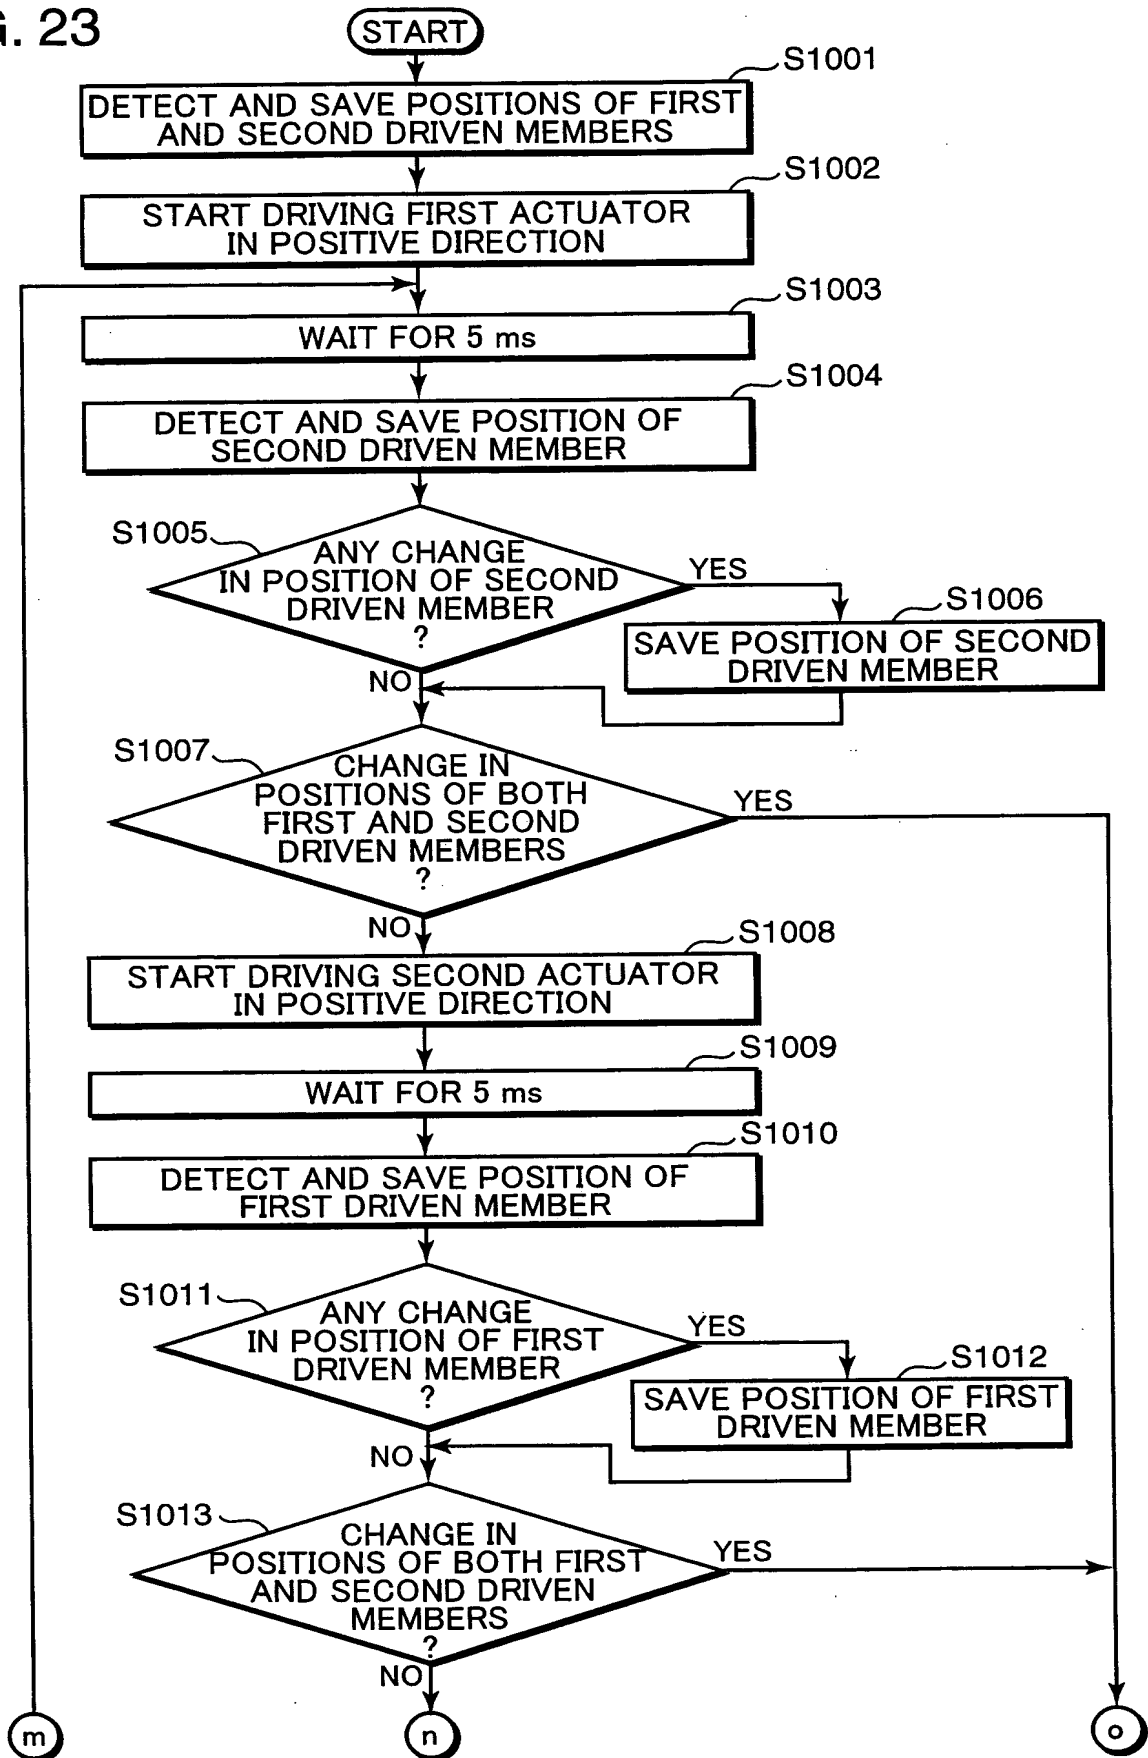 G. 23
START
S1001
DETECT AND SAVE POSITIONS OF FIRST
AND SECOND DRIVEN MEMBERS
S1002
START DRIVING FIRST ACTUATOR
IN POSITIVE DIRECTION
S1003
WAIT FOR 5 ms
S1004
DETECT AND SAVE POSITION OF
SECOND DRIVEN MEMBER
S1005
ANY CHANGE
IN POSITION OF SECOND
DRIVEN MEMBER
?
YES
S1006
SAVE POSITION OF SECOND
DRIVEN MEMBER
NO
S1007
CHANGE IN
POSITIONS OF BOTH
FIRST AND SECOND
DRIVEN MEMBERS
?
YES
NO
S1008
START DRIVING SECOND ACTUATOR
IN POSITIVE DIRECTION
S1009
WAIT FOR 5 ms
S1010
DETECT AND SAVE POSITION OF
FIRST DRIVEN MEMBER
S1011
ANY CHANGE
IN POSITION OF FIRST
DRIVEN MEMBER
?
YES
S1012
SAVE POSITION OF FIRST
DRIVEN MEMBER
NO
S1013
CHANGE IN
POSITIONS OF BOTH FIRST
AND SECOND DRIVEN
MEMBERS
?
YES
NO
m
n
o